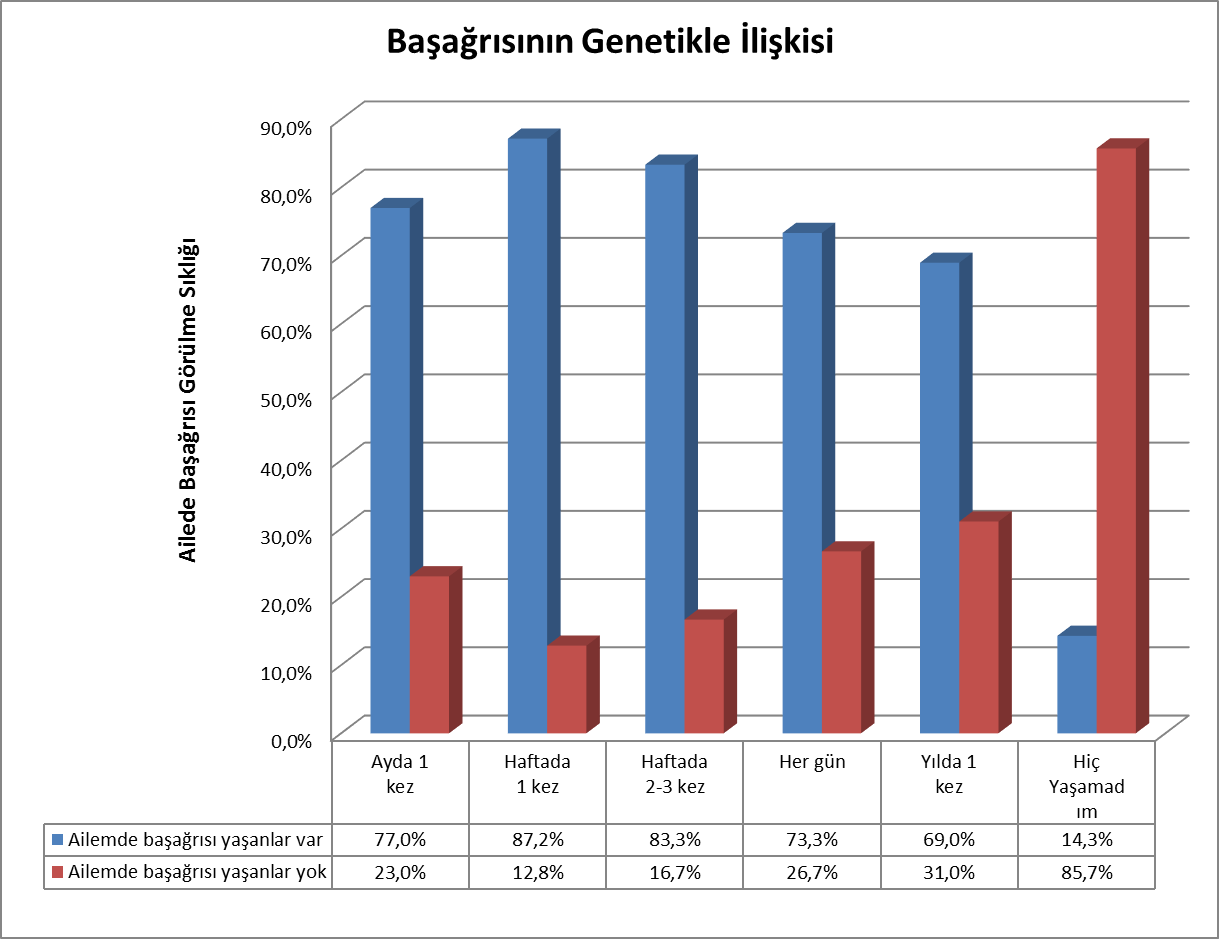 Başağrısının Genetikle İlişkisi
Ailede Başağrısı Görülme Sıklığı
90,0%
80,0%
70,0%
60,0%
50,0%
40,0%
30,0%
20,0%
10,0%
0,0%
Ayda 1
kez
Haftada
1 kez
Haftada
2-3 kez
Her gün
Yılda 1
kez
Hiç
Yaşamad
ım
Ailemde başağrısı yaşanlar var 77,0% 87,2% 83,3% 73,3% 69,0% 14,3%
Ailemde başağrısı yaşanlar yok 23,0% 12,8% 16,7% 26,7% 31,0% 85,7%